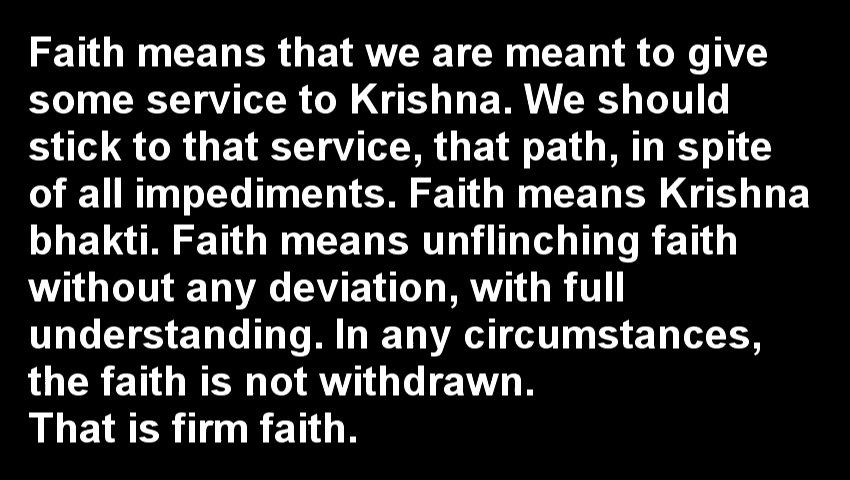 Faith means that we are meant to give
some service to Krishna. We should
stick to that service, that path, in spite
of all impediments. Faith means Krishna
bhakti. Faith means unflinching faith
without any deviation, with full
understanding. In any circumstances,
the faith is not withdrawn.
That is firm faith.